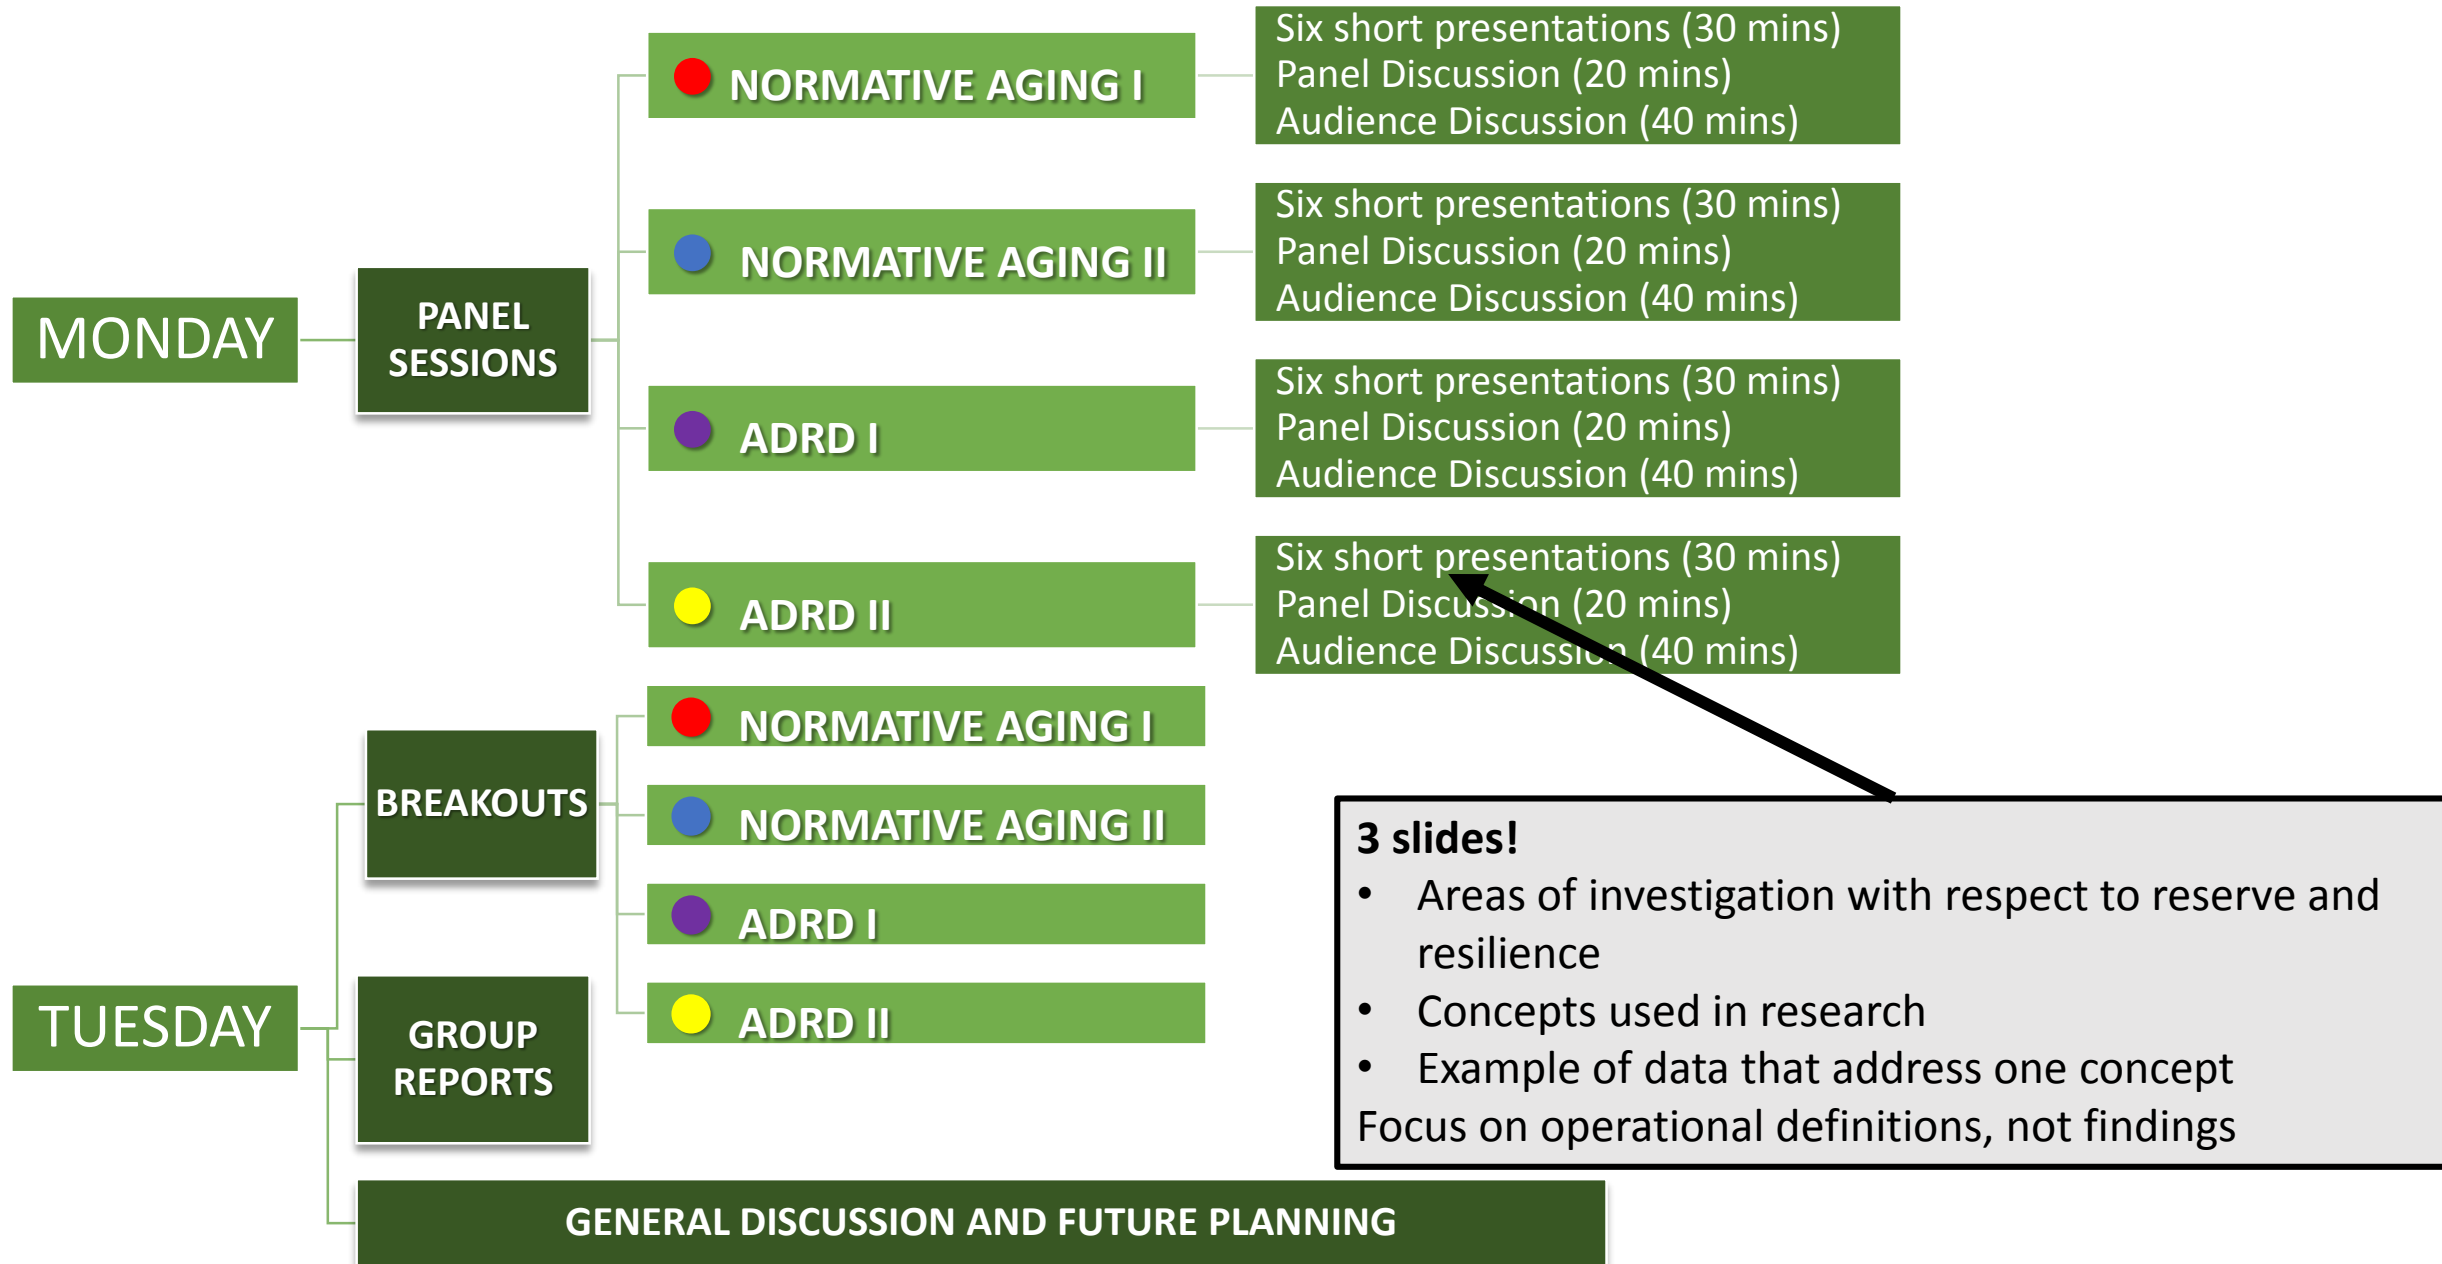 MONDAY
PANEL
SESSIONS
NORMATIVE AGING I
Six short presentations (30 mins)
Panel Discussion (20 mins)
Audience Discussion (40 mins)
NORMATIVE AGING II
Six short presentations (30 mins)
Panel Discussion (20 mins)
Audience Discussion (40 mins)
ADRD I
Six short presentations (30 mins)
Panel Discussion (20 mins)
Audience Discussion (40 mins)
ADRD II
Six short presentations (30 mins)
Panel Discussion (20 mins)
Audience Discussion (40 mins)
TUESDAY
BREAKOUTS
NORMATIVE AGING I
NORMATIVE AGING II
ADRD I
ADRD II
GROUP
REPORTS
GENERAL DISCUSSION AND FUTURE PLANNING
3 slides!
• Areas of investigation with respect to reserve and
resilience
• Concepts used in research
• Example of data that address one concept
Focus on operational definitions, not findings